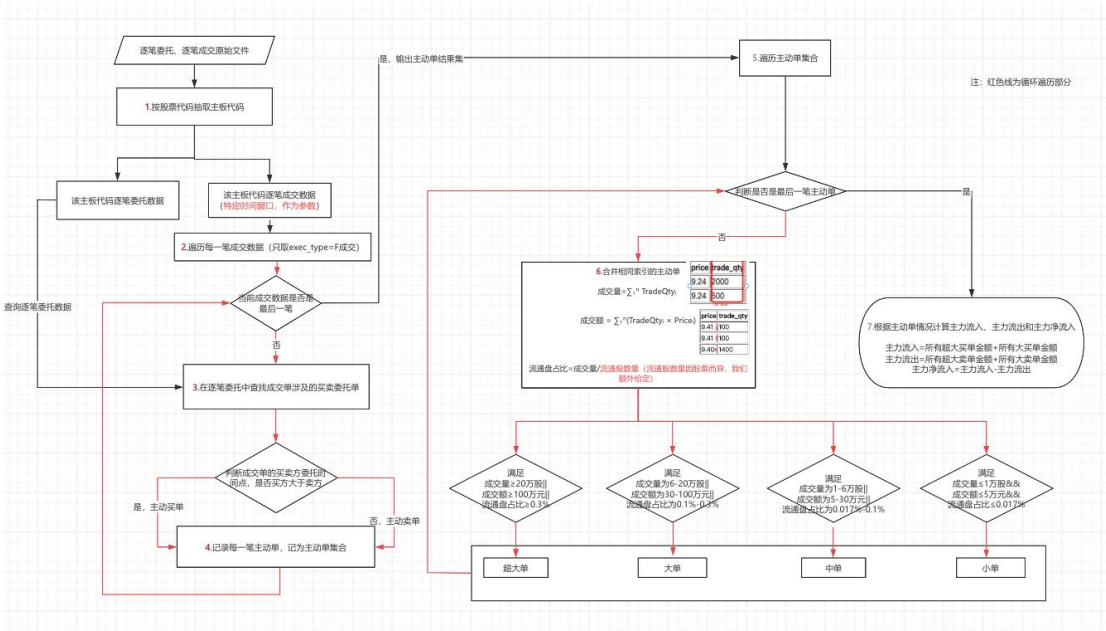 逐笔委托、逐笔成交原始文件
1.按股票代码抽取主板代码
该主板代码逐笔委托数据
该主板代码逐笔成交数据
（特定时间窗口，作为参数）
2.遍历每一笔成交数据（只取exec_type=F成交）
当前成交数据是否是
最后一笔
是，输出主动单结果集
否
查询逐笔委托数据
3.在逐笔委托中查找成交单涉及的买卖委托单
判断成交单的买卖方委托时
间点，是否买方大于卖方
是，主动买单
否，主动卖单
4.记录每一笔主动单，记为主动单集合
5.遍历主动单集合
注：红色线为循环遍历部分
判断是否是最后一笔主动单
是
否
6.合并相同索引的主动单
price trade_qty
9.24 2000
9.24 500
成交量=∑ᵢⁿ TradeQtyᵢ
成交额 = ∑ᵢⁿ(TradeQtyᵢ × Priceᵢ)
price trade_qty
9.41 100
9.41 100
9.40 1400
流通盘占比=成交量/流通股数量（流通股数量因股票而异，我们
额外给定）
7.根据主动单情况计算主力流入、主力流出和主力净流入
主力流入=所有超大买单金额+所有大买单金额
主力流出=所有超大卖单金额+所有大卖单金额
主力净流入=主力流入-主力流出
满足
成交量≥20万股||
成交额≥100万元||
流通盘占比≥0.3%
满足
成交量为6-20万股||
成交额为30-100万元||
流通盘占比为0.1%-0.3%
满足
成交量为1-6万股||
成交额为5-30万元||
流通盘占比为0.017%-0.1%
满足
成交量≤1万股&&
成交额≤5万元&&
流通盘占比≤0.017%
超大单
大单
中单
小单